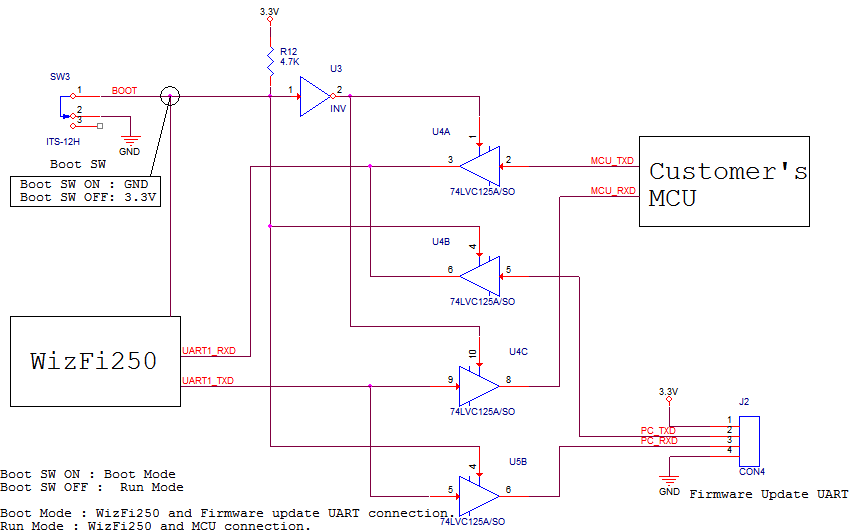 3.3V
R12
4.7K
U3
SW3
1
BOOT
1
2
2
3
INV
ITS-12H
GND
Boot SW
U4A
1
3
2
MCU_TXD
74LVC125A/SO
Customer's
MCU
MCU_RXD
Boot SW ON : GND
Boot SW OFF: 3.3V
U4B
4
6
5
74LVC125A/SO
WizFi250
UART1_RXD
UART1_TXD
10
U4C
9
8
74LVC125A/SO
3.3V
J2
1
PC_TXD
2
PC_RXD
3
4
CON4
U5B
4
5
6
74LVC125A/SO
GND
Firmware Update UART
Boot SW ON : Boot Mode
Boot SW OFF :  Run Mode
Boot Mode : WizFi250 and Firmware update UART connection.
Run Mode : WizFi250 and MCU connection.